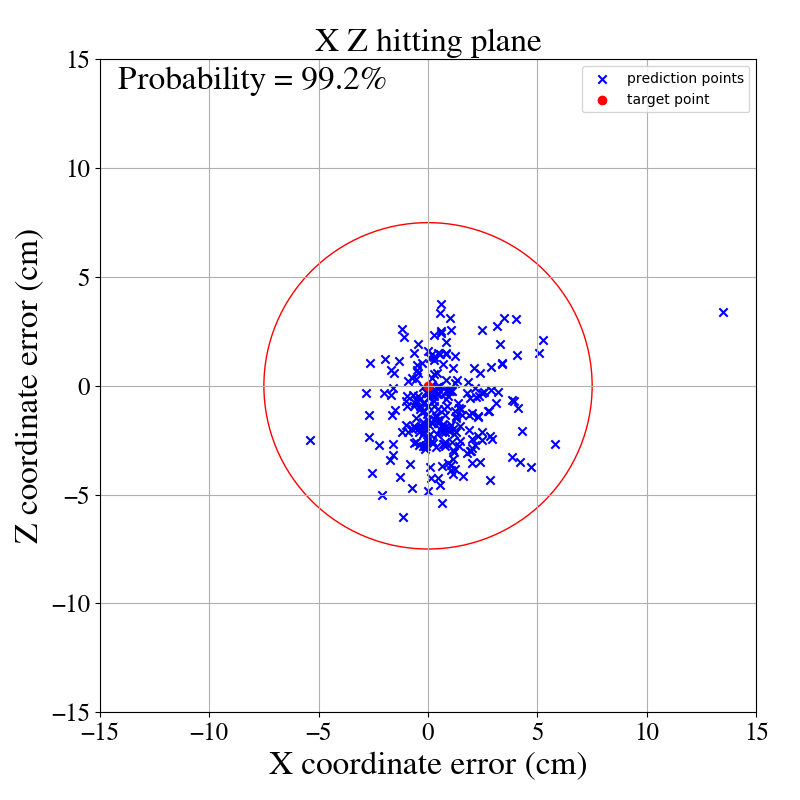 X Z hitting plane
Probability = 99.2%
prediction points
target point
15
10
5
0
−5
−10
−15
Z coordinate error (cm)
−15 −10 −5 0 5 10 15
X coordinate error (cm)